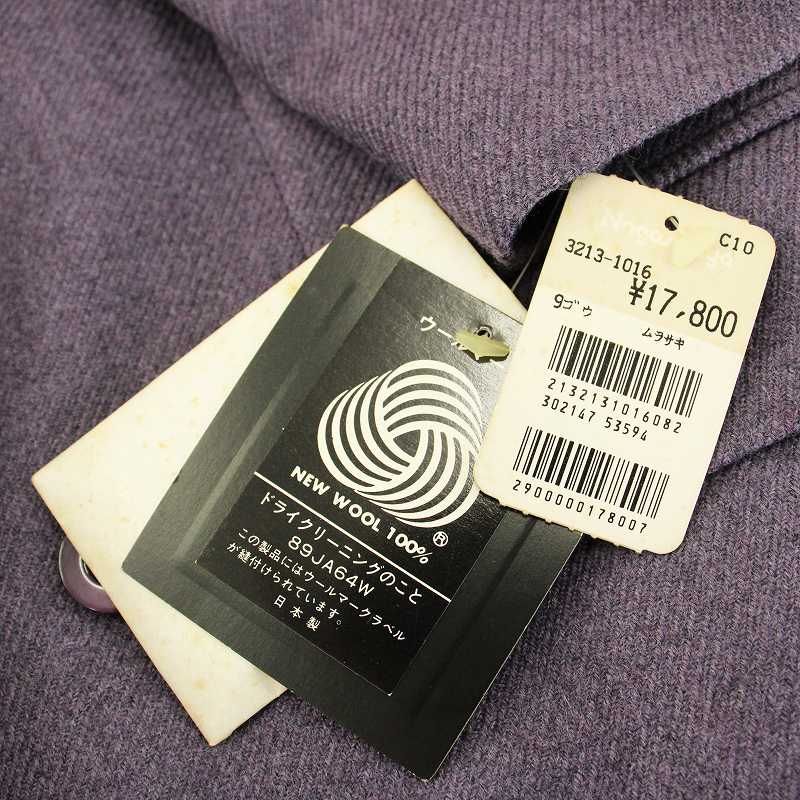 C10
3213-1016
¥17,800
9ゴウ ムラサキ
2132131016082
302147 53594
2900000178007
NEW WOOL 100%
®
ドライクリーニングのこと
89JA64W
この製品にはウールマークラベル
が縫付けられています。
日本製